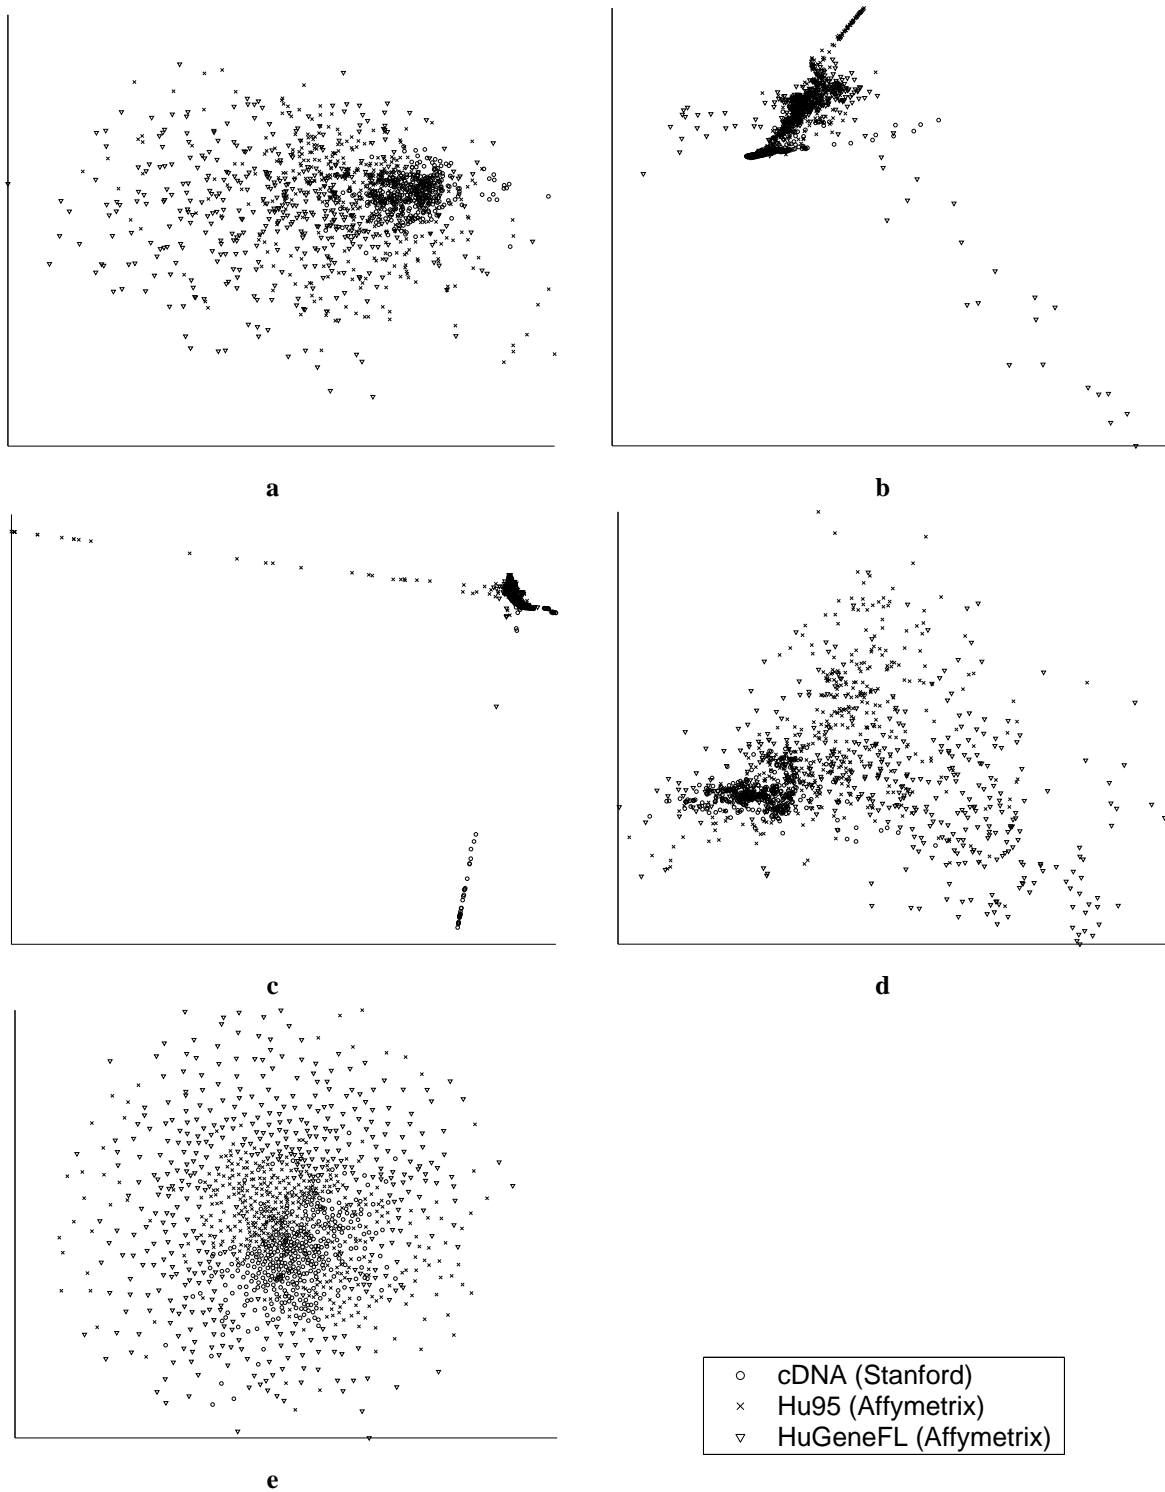 a
b
c
d
e
cDNA (Stanford)
Hu95 (Affymetrix)
HuGeneFL (Affymetrix)